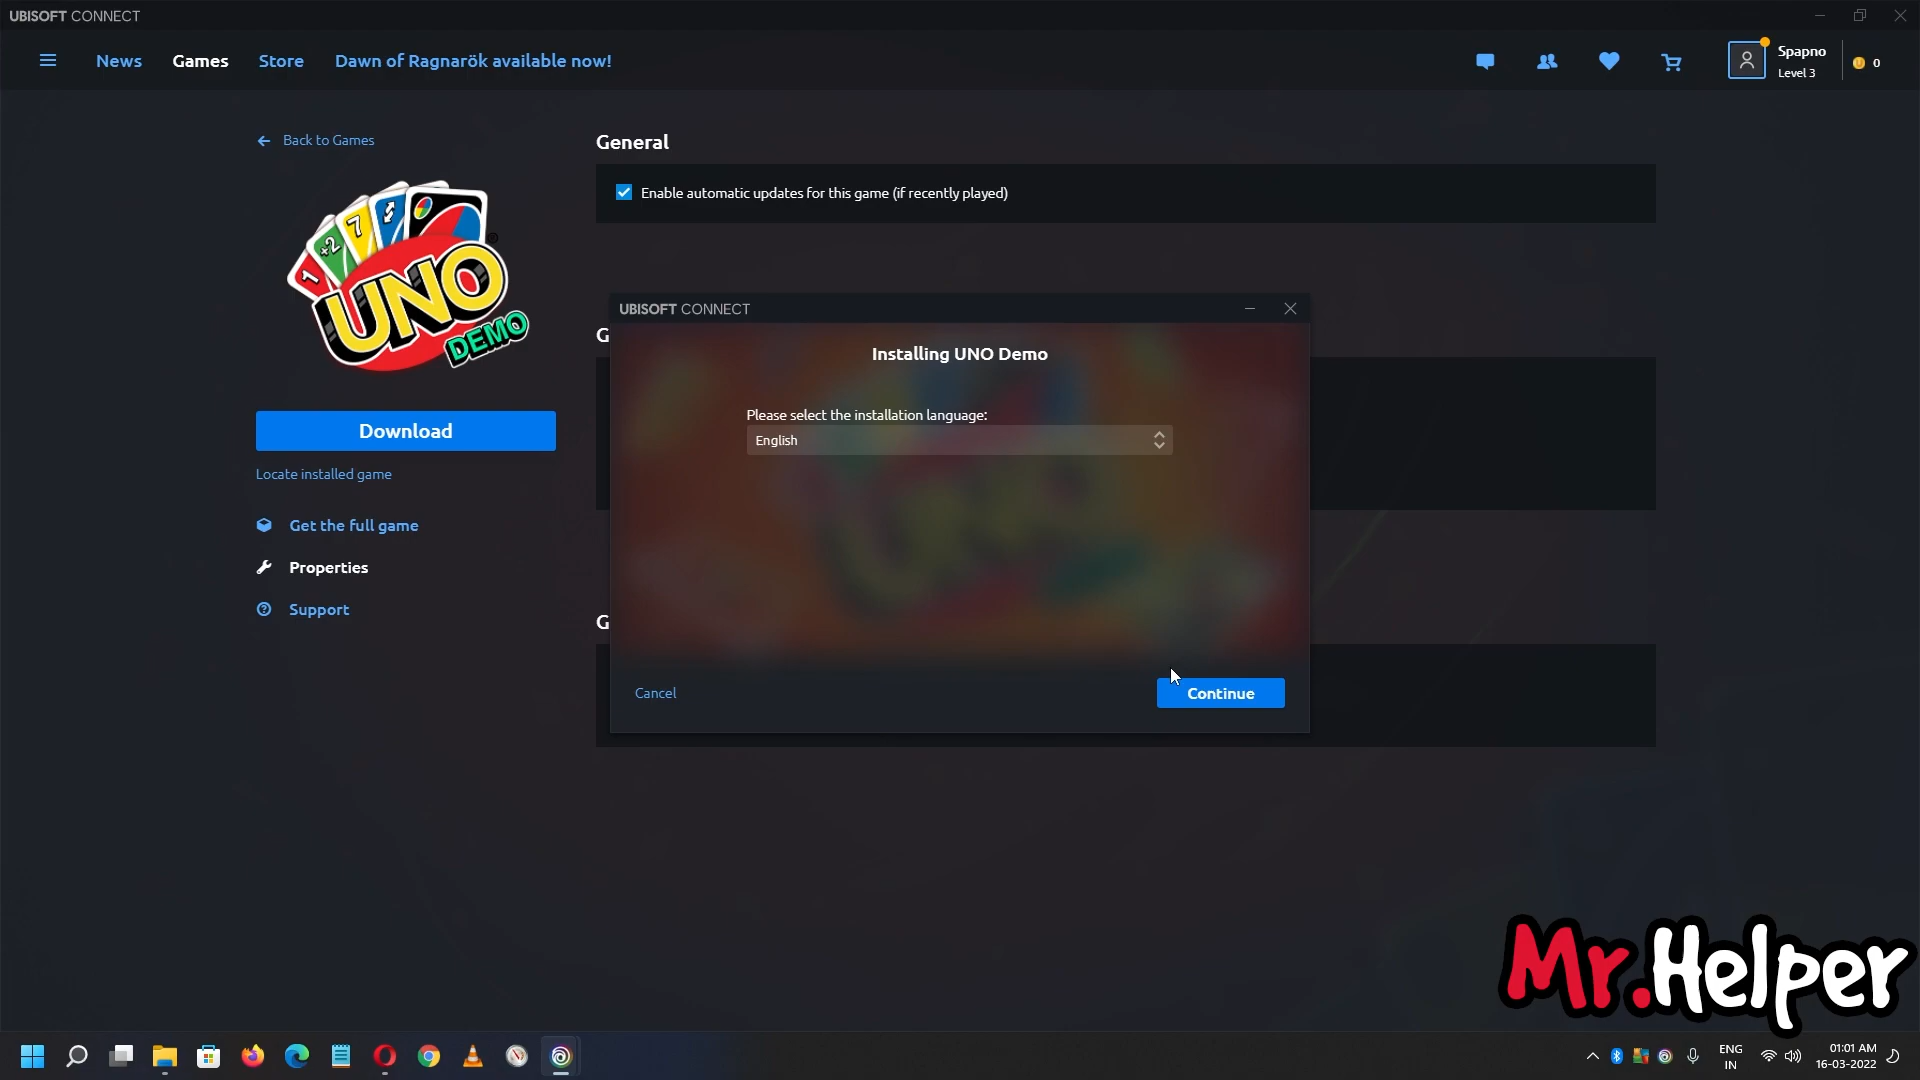 UBISOFT CONNECT
News
Games
Store
Dawn of Ragnarök available now!
Spapno
Level 3
0
Back to Games
1
+2
7
UNO
DEMO
®
Download
Locate installed game
Get the full game
Properties
Support
General
Enable automatic updates for this game (if recently played)
G
G
UBISOFT CONNECT
Installing UNO Demo
Please select the installation language:
English
Cancel
Continue
Mr.Helper
ENG
IN
01:01 AM
16-03-2022